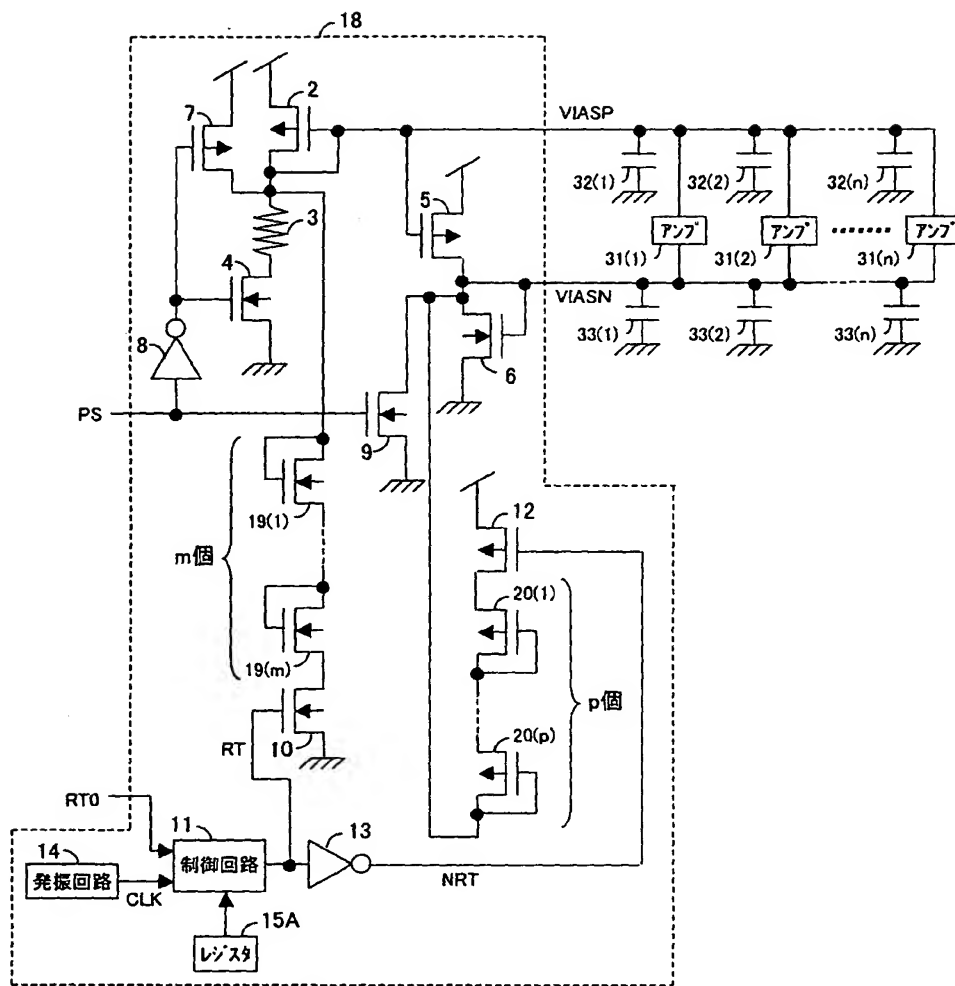 18
7
2
VIASP
32(1)
32(2)
32(n)
3
5
アンプ
アンプ
アンプ
31(1)
31(2)
31(n)
4
VIASN
33(1)
33(2)
33(n)
8
6
PS
9
19(1)
m個
12
20(1)
19(m)
p個
RT
10
20(p)
RT0
11
13
14
制御回路
発振回路
CLK
NRT
15A
レジスタ